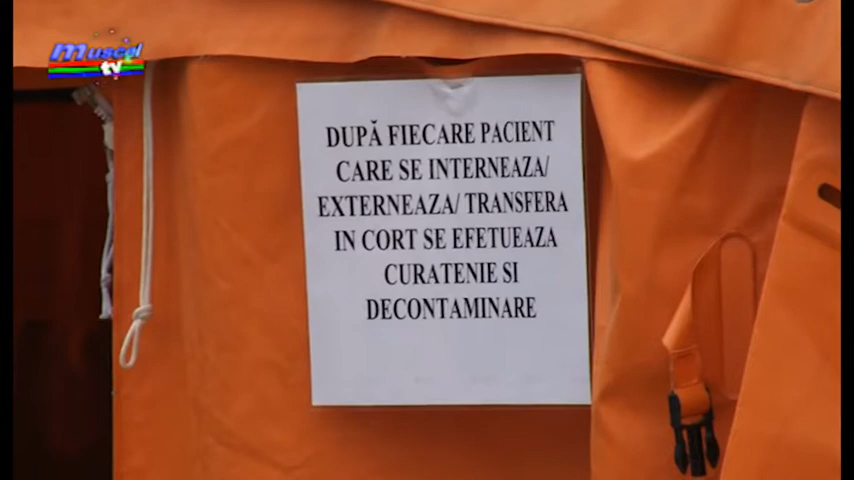 Muscel
tv
DUPĂ FIECARE PACIENT
CARE SE INTERNEAZA/
EXTERNEAZA/ TRANSFERA
IN CORT SE EFETUEAZA
CURATENIE SI
DECONTAMINARE